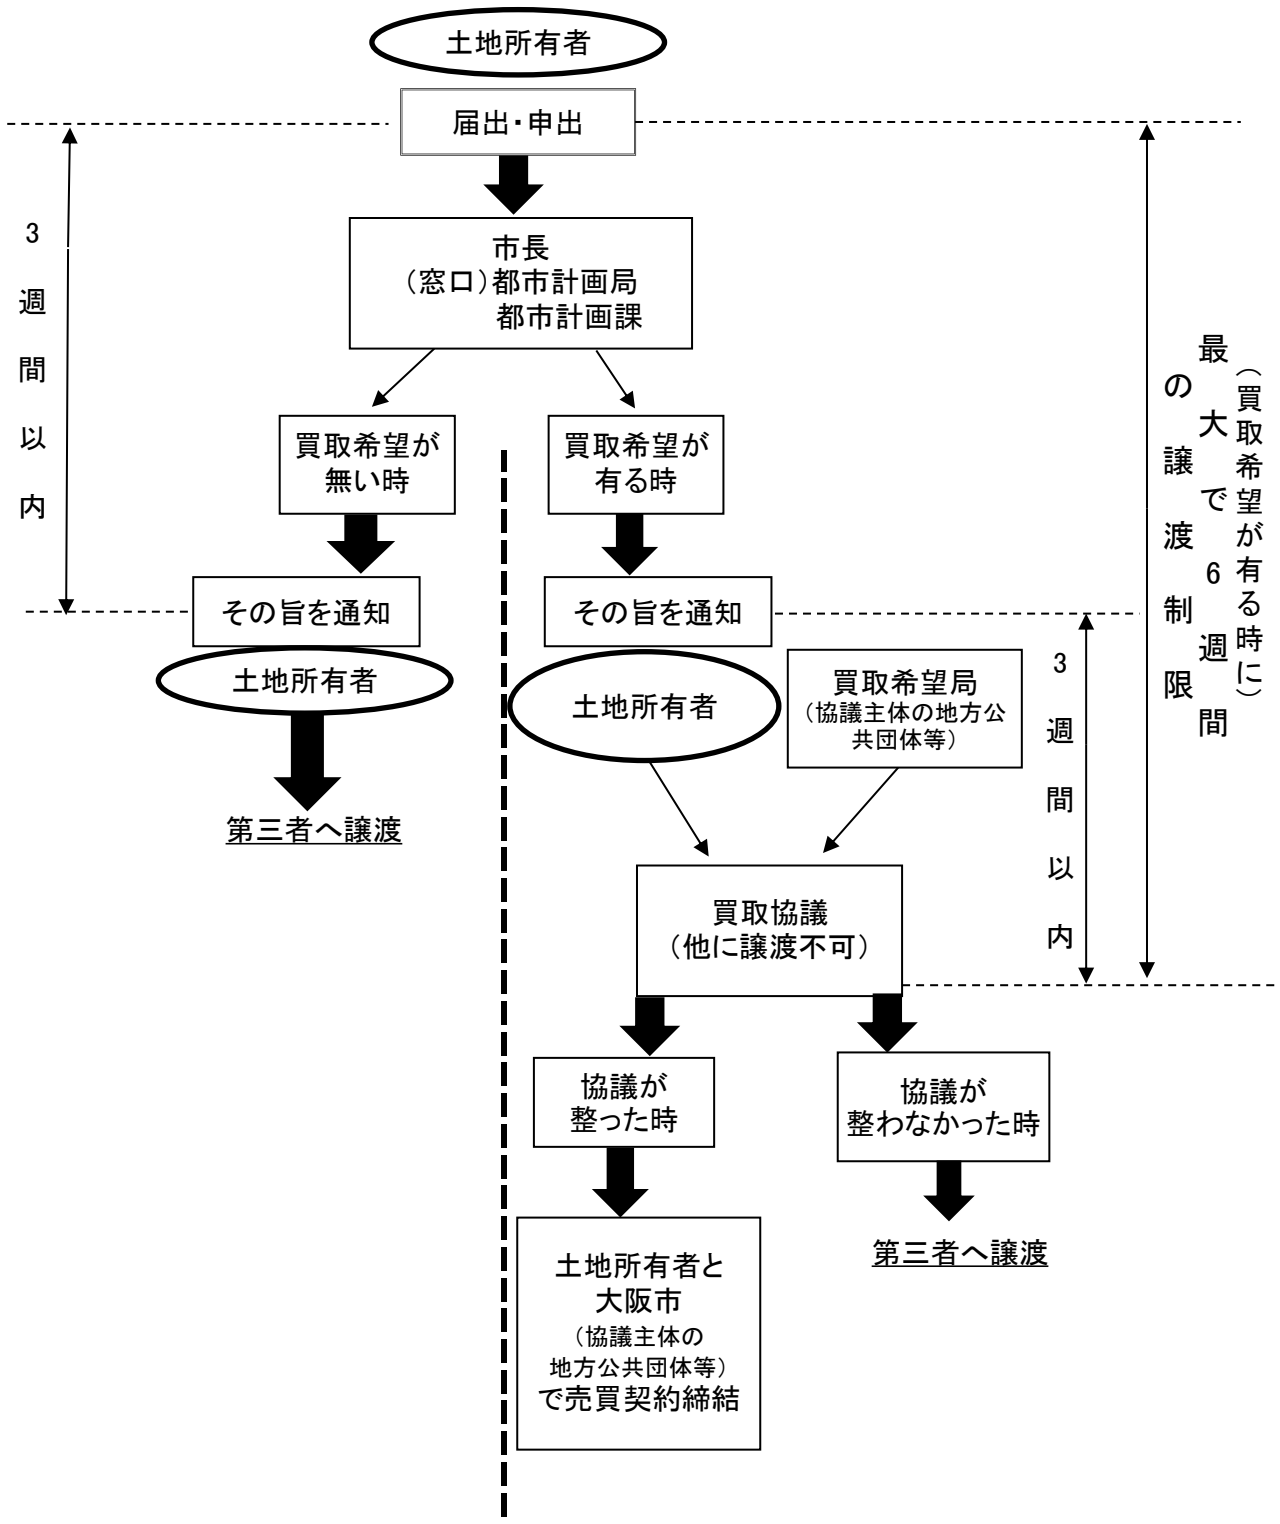 土地所有者
届出・申出
市長
（窓口）都市計画局
都市計画課
3週間以内
買取希望が
無い時
買取希望が
有る時
その旨を通知
その旨を通知
土地所有者
土地所有者
買取希望局
（協議主体の地方公
共団体等）
第三者へ譲渡
3週間以内
（買取希望が有る時に）
最大で6週間
の譲渡制限
買取協議
（他に譲渡不可）
協議が
整った時
協議が
整わなかった時
土地所有者と
大阪市
（協議主体の
地方公共団体等）
で売買契約締結
第三者へ譲渡